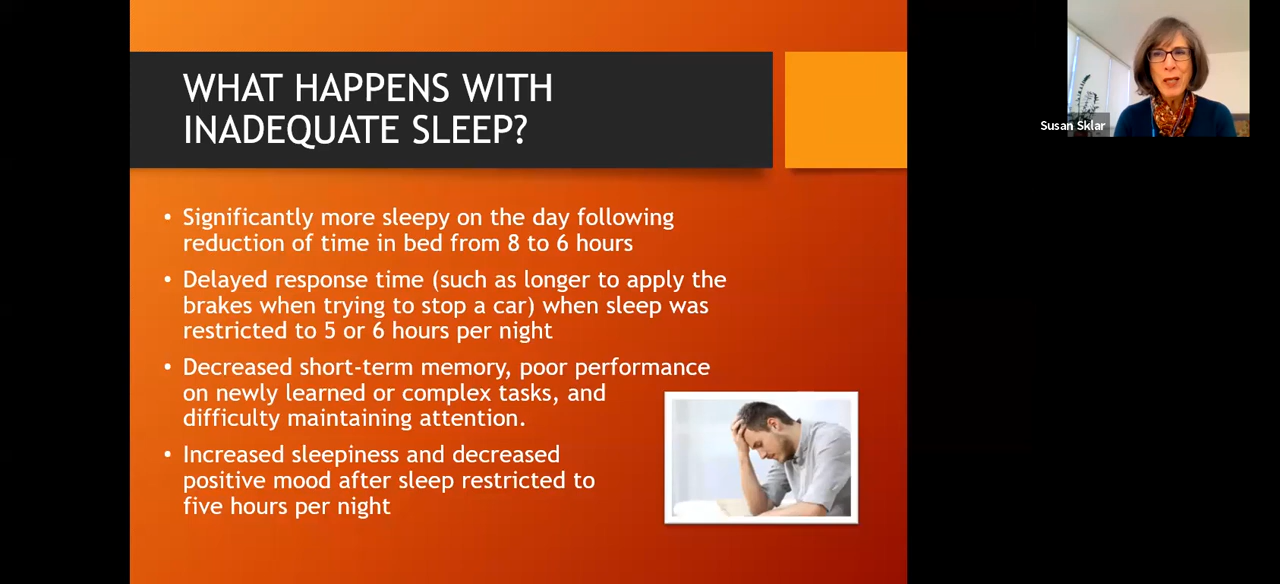 WHAT HAPPENS WITH
INADEQUATE SLEEP?
Susan Sklar
• Significantly more sleepy on the day following
reduction of time in bed from 8 to 6 hours
• Delayed response time (such as longer to apply the
brakes when trying to stop a car) when sleep was
restricted to 5 or 6 hours per night
• Decreased short-term memory, poor performance
on newly learned or complex tasks, and
difficulty maintaining attention.
• Increased sleepiness and decreased
positive mood after sleep restricted to
five hours per night